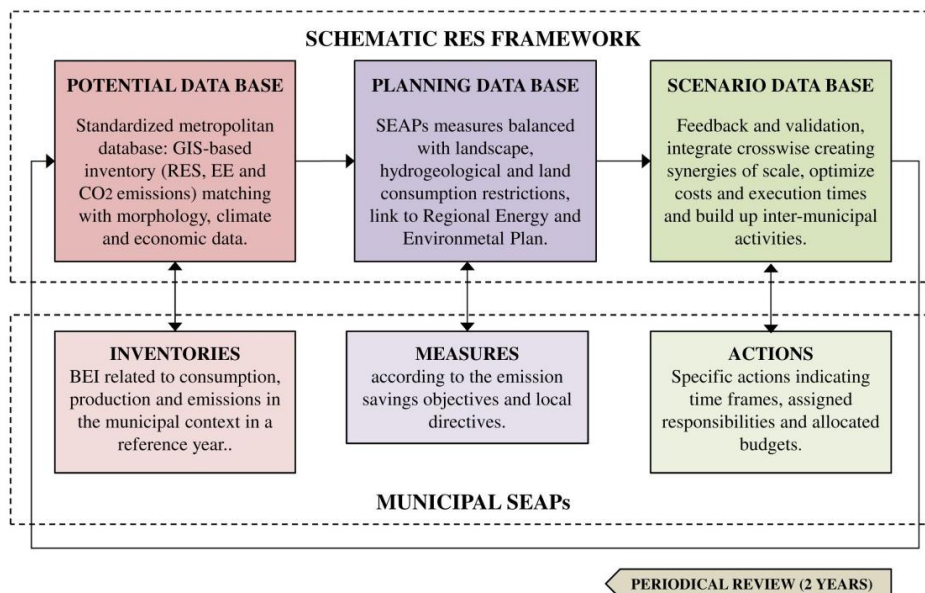 SCHEMATIC RES FRAMEWORK
POTENTIAL DATA BASE
Standardized metropolitan
database: GIS-based
inventory (RES, EE and
CO2 emissions) matching
with morphology, climate
and economic data.
PLANNING DATA BASE
SEAPs measures balanced
with landscape,
hydrogeological and land
consumption restrictions,
link to Regional Energy and
Environmetal Plan.
SCENARIO DATA BASE
Feedback and validation,
integrate crosswise creating
synergies of scale, optimize
costs and execution times
and build up inter-municipal
activities.
INVENTORIES
BEI related to consumption,
production and emissions in
the municipal context in a
reference year..
MEASURES
according to the emission
savings objectives and local
directives.
ACTIONS
Specific actions indicating
time frames, assigned
responsibilities and allocated
budgets.
MUNICIPAL SEAPs
PERIODICAL REVIEW (2 YEARS)